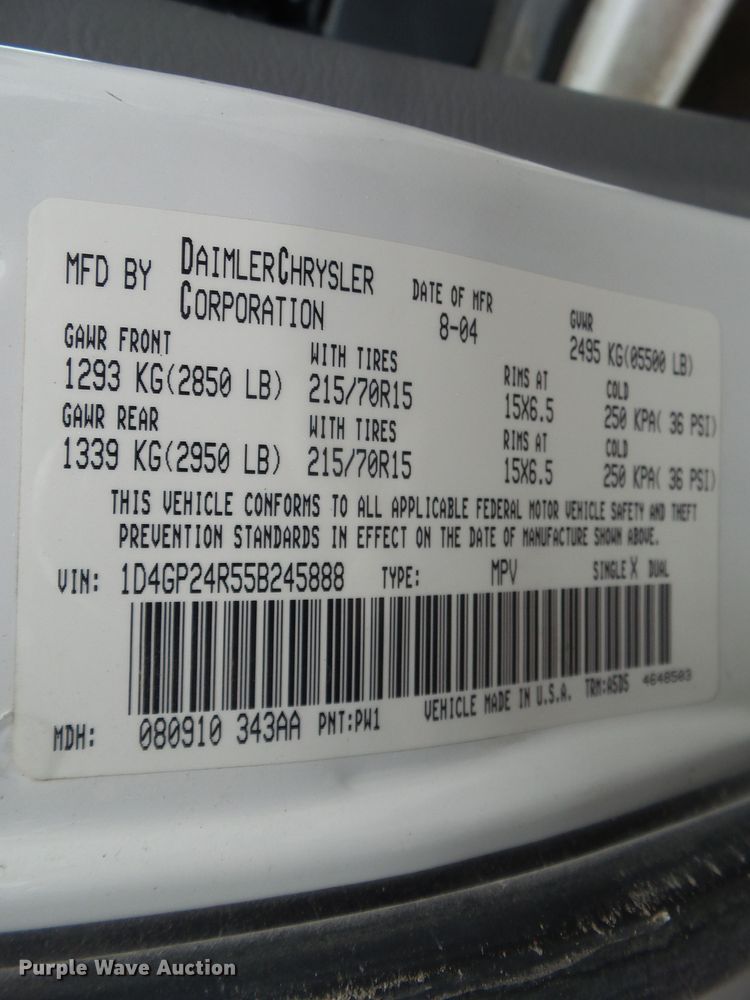 MFD BY DAIMLERCHRYSLER CORPORATION DATE OF MFR 8-04 GVWR 2495 KG(05500 LB)
GAWR FRONT WITH TIRES RIMS AT COLD
1293 KG(2850 LB) 215/70R15 15X6.5 250 KPA( 36 PSI)
GAWR REAR WITH TIRES RIMS AT COLD
1339 KG(2950 LB) 215/70R15 15X6.5 250 KPA( 36 PSI)
THIS VEHICLE CONFORMS TO ALL APPLICABLE FEDERAL MOTOR VEHICLE SAFETY AND THEFT
PREVENTION STANDARDS IN EFFECT ON THE DATE OF MANUFACTURE SHOWN ABOVE.
VIN: 1D4GP24R55B245888 TYPE: MPV SINGLE X DUAL
MDH: 080910 343AA PNT:PW1 VEHICLE MADE IN U.S.A. TRM:A5D5 4648503
Purple Wave Auction